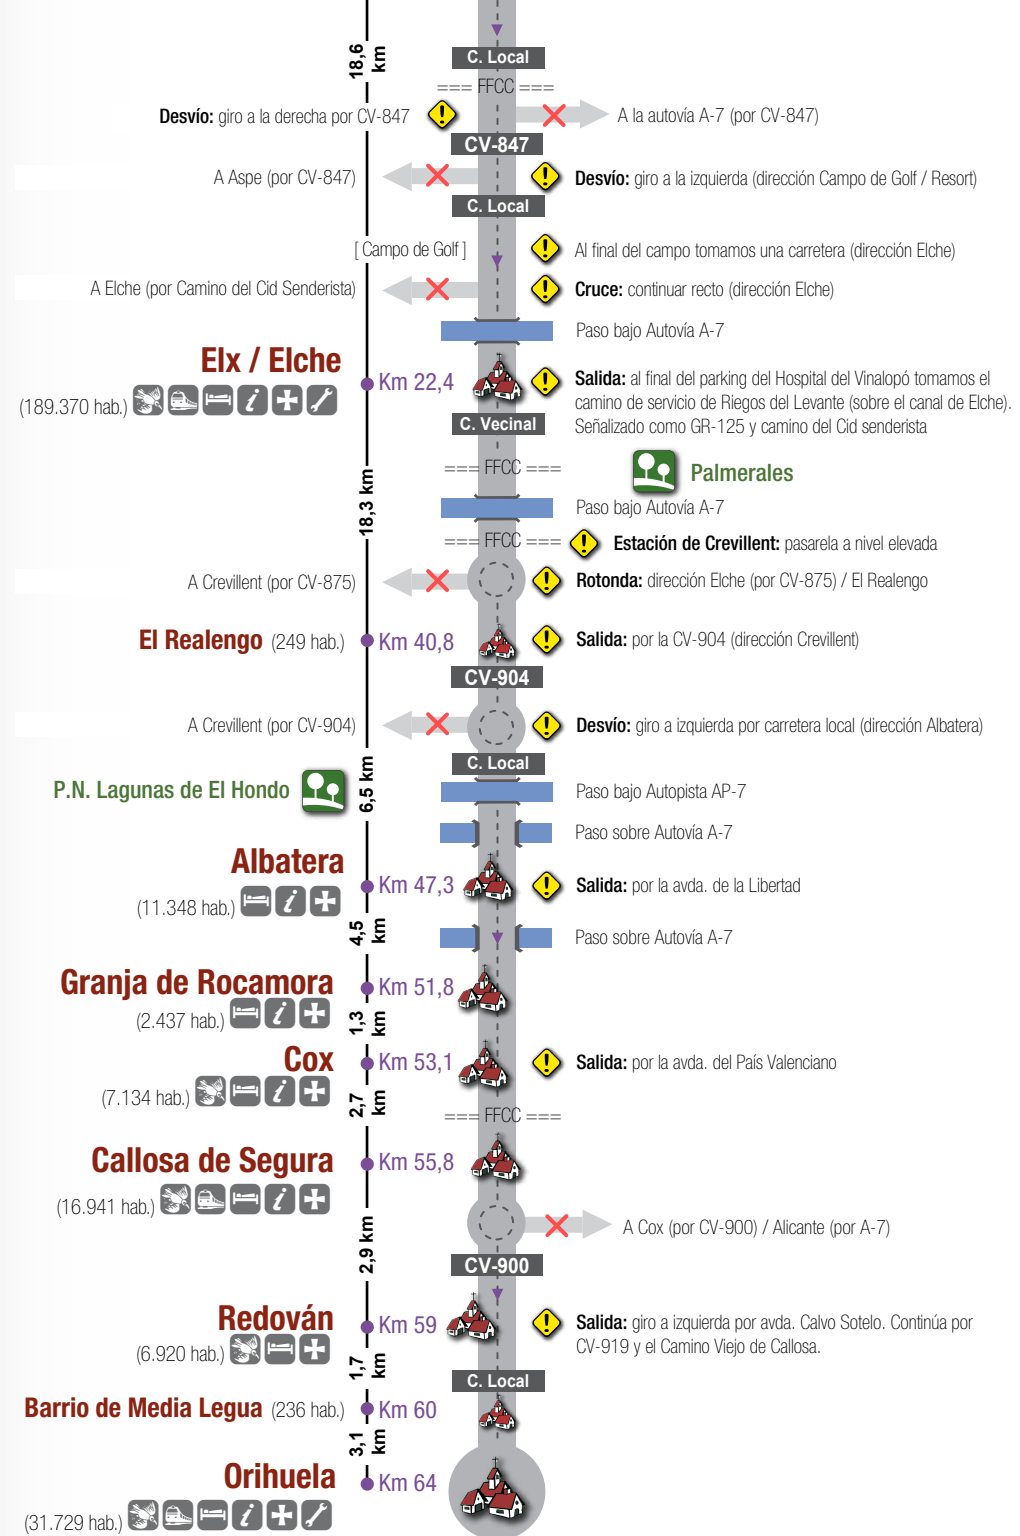 18,6 km
C. Local
=== FFCC ===
Desvío: giro a la derecha por CV-847
A la autovía A-7 (por CV-847)
CV-847
A Aspe (por CV-847)
Desvío: giro a la izquierda (dirección Campo de Golf / Resort)
C. Local
[ Campo de Golf ]
Al final del campo tomamos una carretera (dirección Elche)
A Elche (por Camino del Cid Senderista)
Cruce: continuar recto (dirección Elche)
Paso bajo Autovía A-7
Elx / Elche
Km 22,4
(189.370 hab.)
Salida: al final del parking del Hospital del Vinalopó tomamos el
camino de servicio de Riegos del Levante (sobre el canal de Elche).
Señalizado como GR-125 y camino del Cid senderista
C. Vecinal
=== FFCC ===
Palmerales
18,3 km
Paso bajo Autovía A-7
=== FFCC ===
Estación de Crevillent: pasarela a nivel elevada
A Crevillent (por CV-875)
Rotonda: dirección Elche (por CV-875) / El Realengo
El Realengo (249 hab.)
Km 40,8
Salida: por la CV-904 (dirección Crevillent)
CV-904
A Crevillent (por CV-904)
Desvío: giro a izquierda por carretera local (dirección Albatera)
C. Local
P.N. Lagunas de El Hondo
6,5 km
Paso bajo Autopista AP-7
Paso sobre Autovía A-7
Albatera
(11.348 hab.)
Km 47,3
Salida: por la avda. de la Libertad
4,5 km
Paso sobre Autovía A-7
Granja de Rocamora
(2.437 hab.)
Km 51,8
1,3 km
Cox
(7.134 hab.)
Km 53,1
Salida: por la avda. del País Valenciano
2,7 km
=== FFCC ===
Callosa de Segura
(16.941 hab.)
Km 55,8
A Cox (por CV-900) / Alicante (por A-7)
2,9 km
CV-900
Redován
(6.920 hab.)
Km 59
Salida: giro a izquierda por avda. Calvo Sotelo. Continúa por
CV-919 y el Camino Viejo de Callosa.
1,7 km
C. Local
Barrio de Media Legua (236 hab.)
Km 60
3,1 km
Orihuela
(31.729 hab.)
Km 64